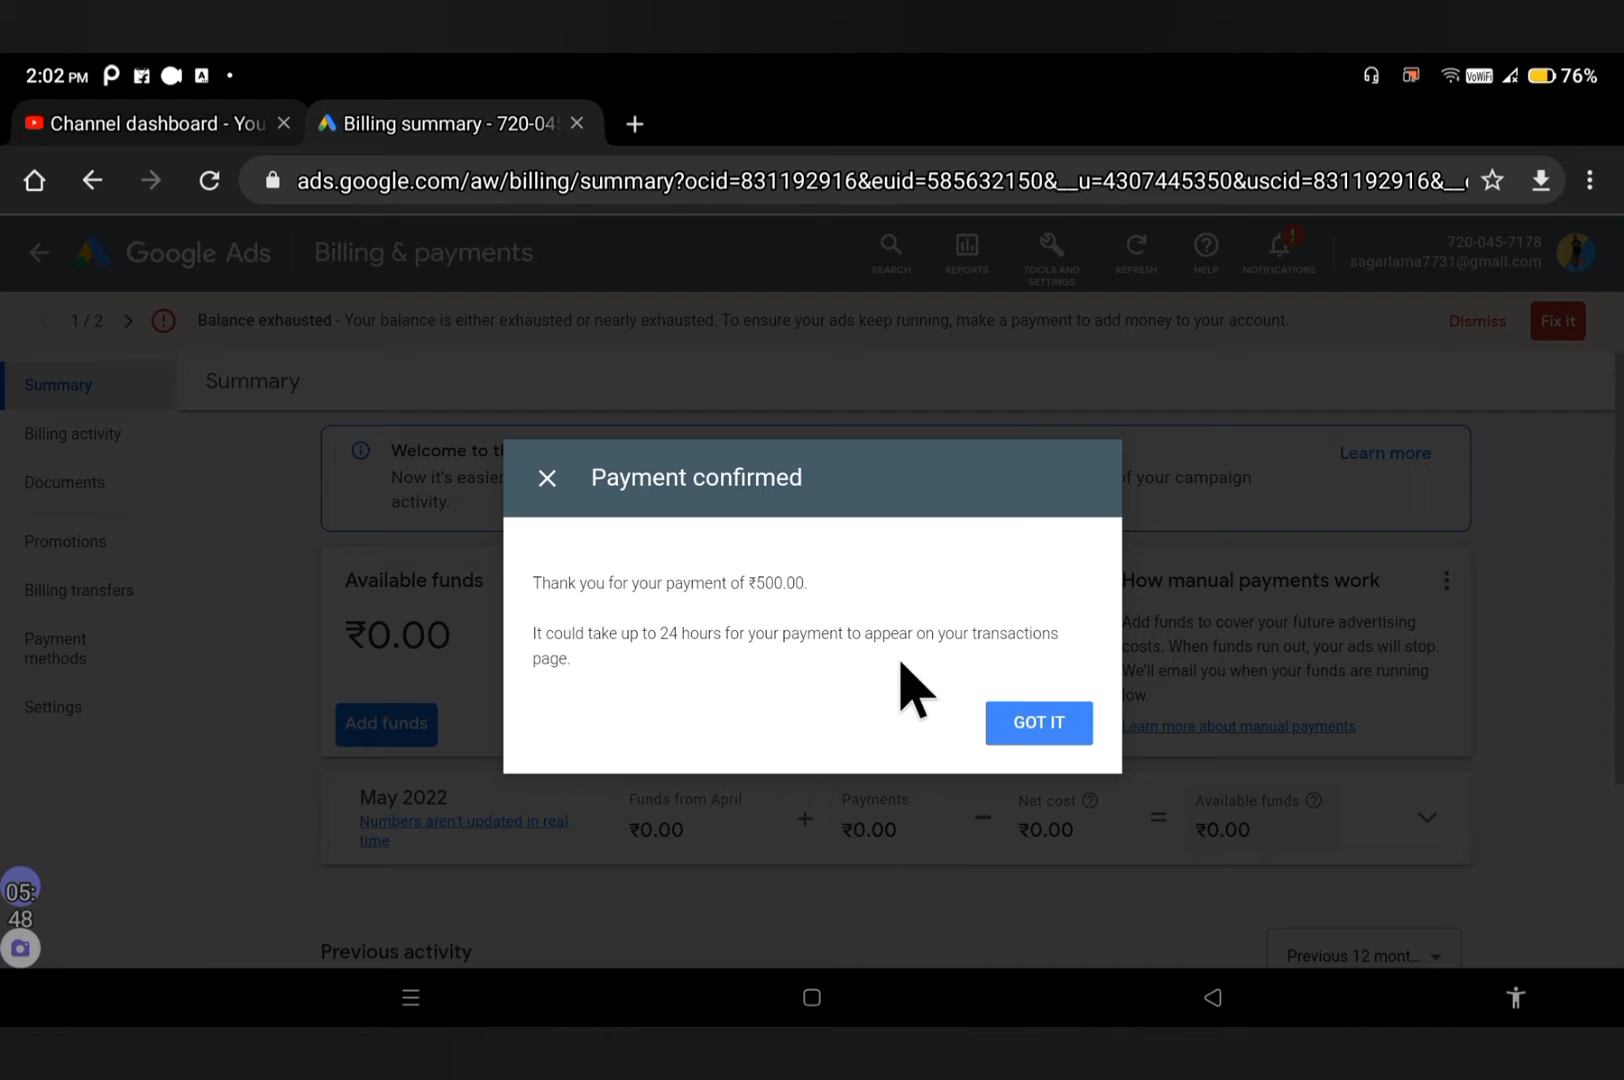 2:02 PM
VoWiFi
76%
Channel dashboard - You
Billing summary - 720-045
ads.google.com/aw/billing/summary?ocid=831192916&euid=585632150&__u=4307445350&uscid=831192916&__c
Google Ads
Billing & payments
SEARCH
REPORTS
TOOLS AND
SETTINGS
REFRESH
HELP
NOTIFICATIONS
720-045-7178
sagarlama7731@gmail.com
1 / 2
Balance exhausted - Your balance is either exhausted or nearly exhausted. To ensure your ads keep running, make a payment to add money to your account.
Dismiss
Fix it
Summary
Billing activity
Documents
Promotions
Billing transfers
Payment
methods
Settings
Summary
Welcome to th
Now it's easier
of your campaign
activity.
Learn more
Available funds
₹0.00
Add funds
Payment confirmed
Thank you for your payment of ₹500.00.
It could take up to 24 hours for your payment to appear on your transactions
page.
GOT IT
How manual payments work
Add funds to cover your future advertising
costs. When funds run out, your ads will stop.
We'll email you when your funds are running
low.
Learn more about manual payments
May 2022
Numbers aren't updated in real
time
Funds from April
₹0.00
+
Payments
₹0.00
−
Net cost
₹0.00
=
Available funds
₹0.00
05:
48
Previous activity
Previous 12 mont...